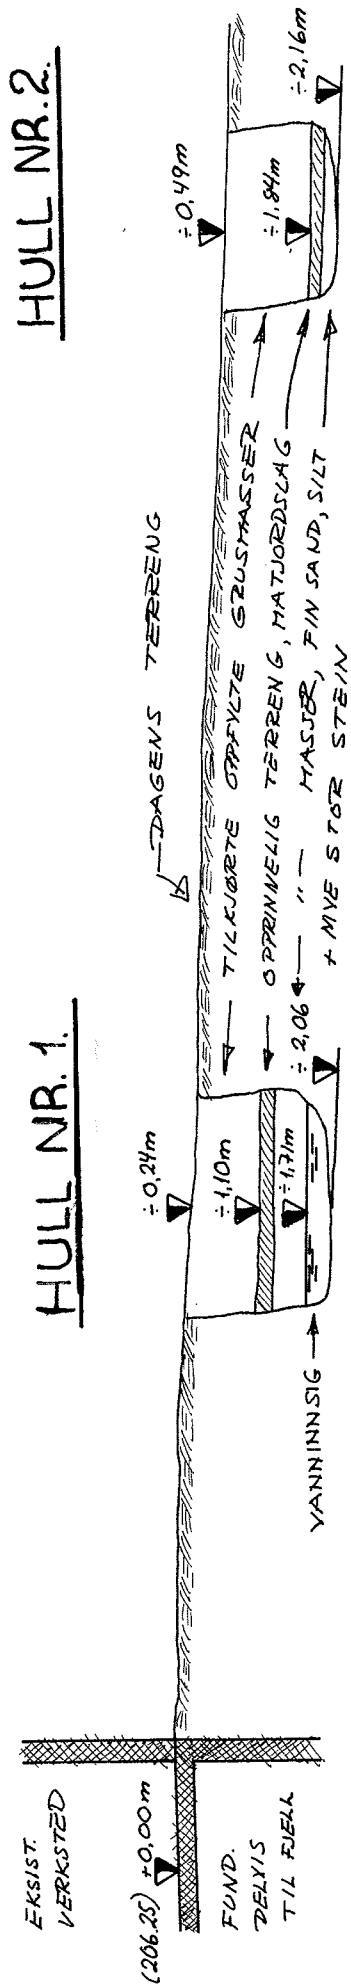 HULL NR. 1.
HULL NR. 2.
EKSIST.
VERKSTED
(206.25) +0,00m
FUND.
DELVIS
TIL FJELL
÷0,24m
÷1,10m
÷1,71m
÷2,06
VANNINNSIG
DAGENS TERRENG
TILKJØRTE OPPFYLTE GRUSMASSER
OPPRINNELIG TERRENG, MATJORDSLAG
— " — MASSER, FIN SAND, SILT
+ MYE STOR STEIN
÷0,49m
÷1,84m
÷2,16m